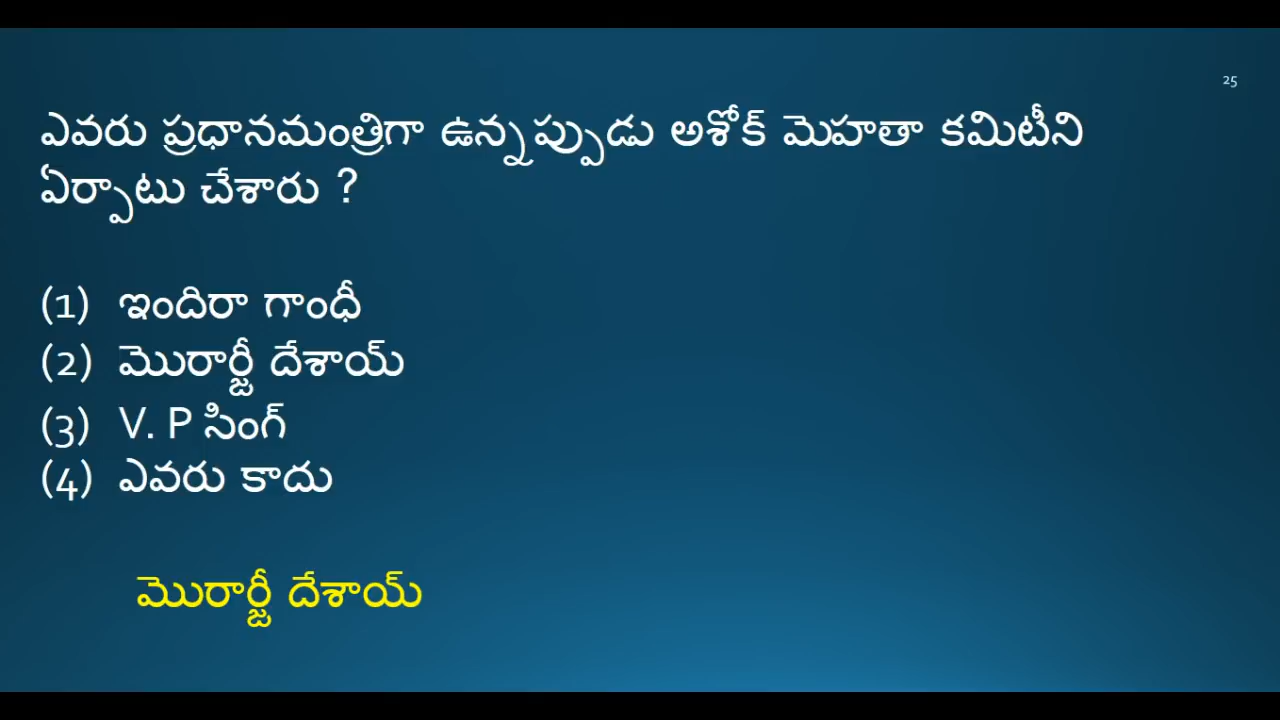 25
ఎవరు ప్రధానమంత్రిగా ఉన్నప్పుడు అశోక్ మెహతా కమిటీని
ఏర్పాటు చేశారు ?
(1) ఇందిరా గాంధీ
(2) మొరార్జీ దేశాయ్
(3) V. P సింగ్
(4) ఎవరు కాదు
మొరార్జీ దేశాయ్